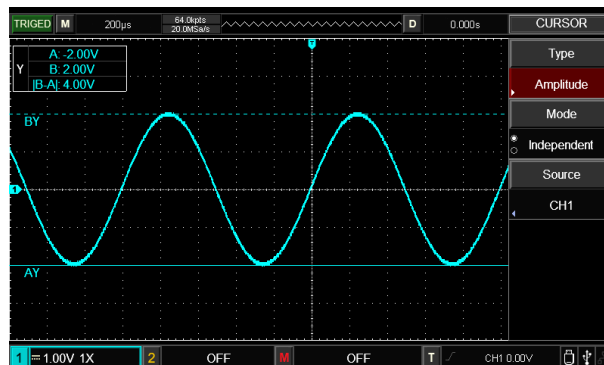 TRIGED M 200µs 64.0kpts D 0.000s CURSOR
20.0MSa/s
Type
A: -2.00V
Y B: 2.00V
|B-A|: 4.00V
Amplitude
Mode
BY
Independent
Source
1
CH1
AY
1 1.00V 1X 2 OFF M OFF T CH1 0.00V